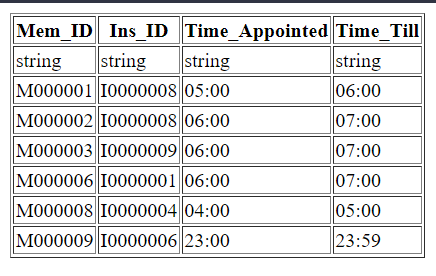 Mem_ID Ins_ID Time_Appointed Time_Till
string string string string
M000001 I0000008 05:00 06:00
M000002 I0000008 06:00 07:00
M000003 I0000009 06:00 07:00
M000006 I0000001 06:00 07:00
M000008 I0000004 04:00 05:00
M000009 I0000006 23:00 23:59